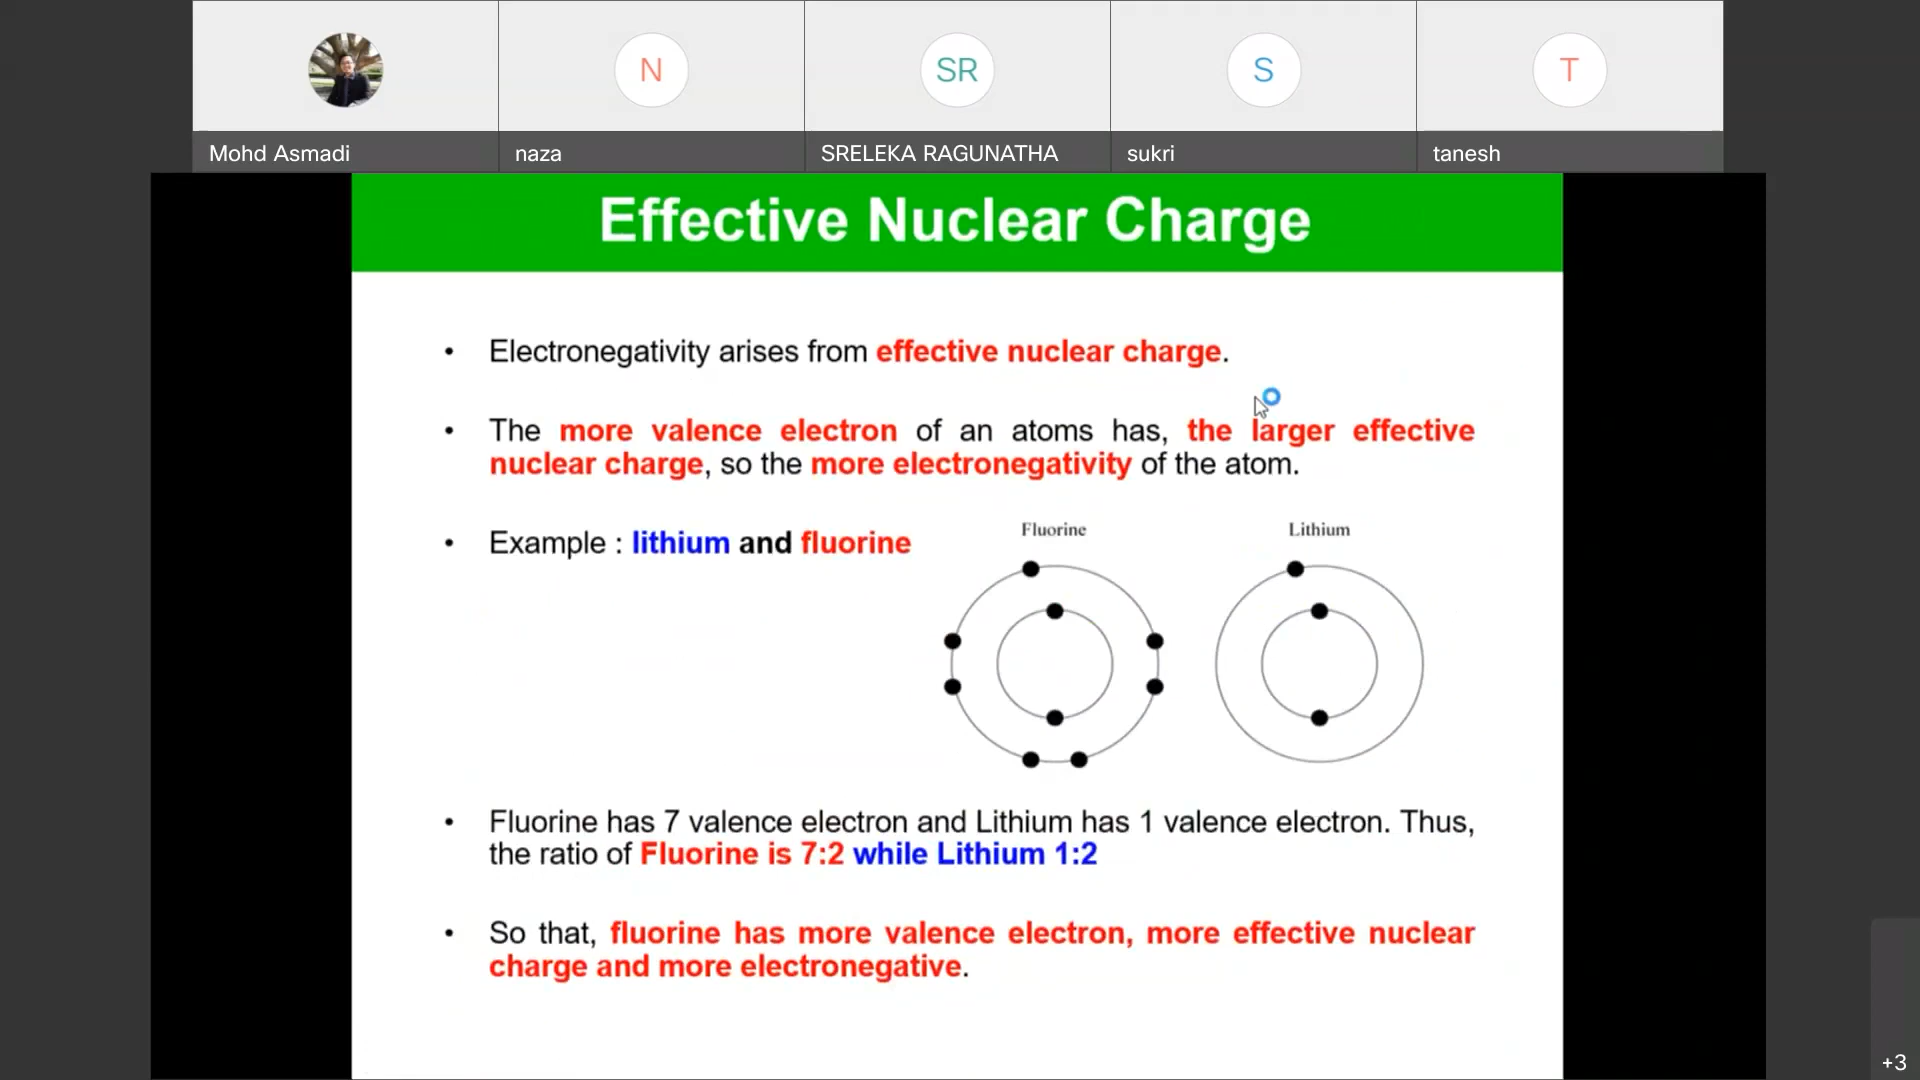 N
SR
S
T
Mohd Asmadi
naza
SRELEKA RAGUNATHA
sukri
tanesh
Effective Nuclear Charge
• Electronegativity arises from effective nuclear charge.
• The more valence electron of an atoms has, the larger effective
nuclear charge, so the more electronegativity of the atom.
• Example : lithium and fluorine
Fluorine
Lithium
• Fluorine has 7 valence electron and Lithium has 1 valence electron. Thus,
the ratio of Fluorine is 7:2 while Lithium 1:2
• So that, fluorine has more valence electron, more effective nuclear
charge and more electronegative.
+3